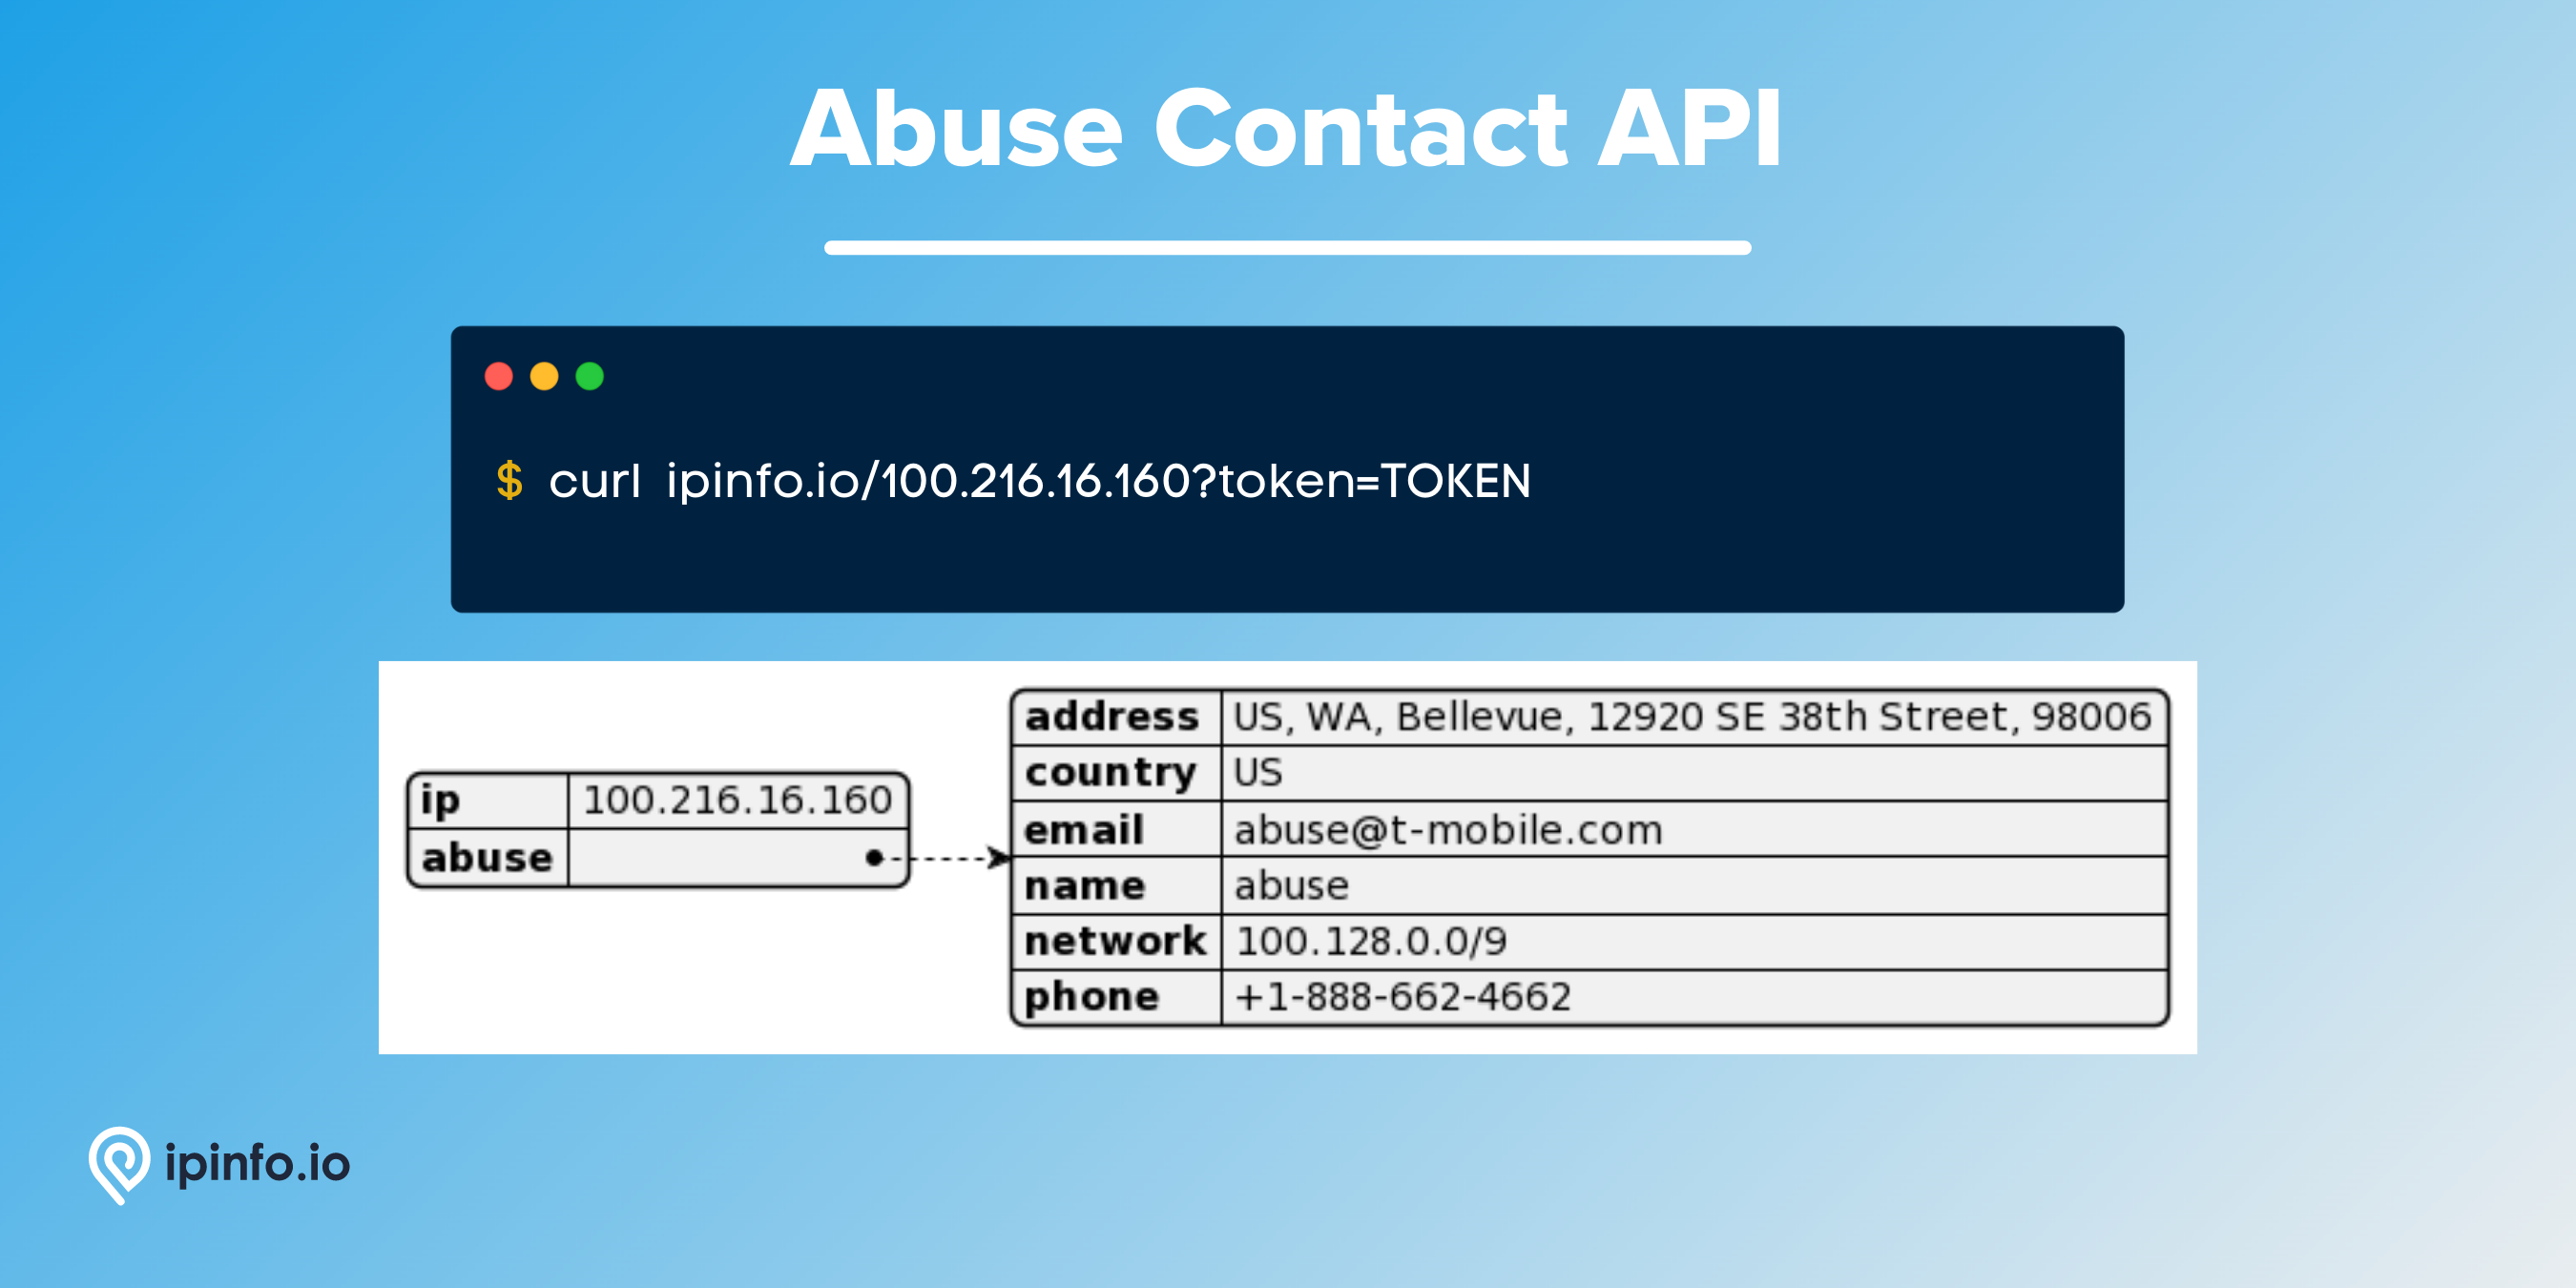 Abuse Contact API
$ curl ipinfo.io/100.216.16.160?token=TOKEN
ip 100.216.16.160
abuse
address US, WA, Bellevue, 12920 SE 38th Street, 98006
country US
email abuse@t-mobile.com
name abuse
network 100.128.0.0/9
phone +1-888-662-4662
ipinfo.io